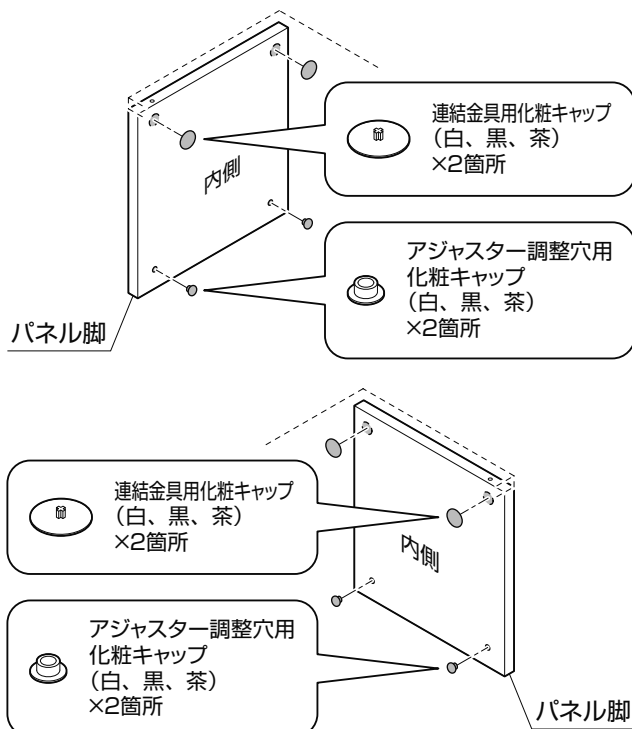 連結金具用化粧キャップ
（白、黒、茶）
×2箇所
内側
アジャスター調整穴用
化粧キャップ
（白、黒、茶）
×2箇所
パネル脚
連結金具用化粧キャップ
（白、黒、茶）
×2箇所
内側
アジャスター調整穴用
化粧キャップ
（白、黒、茶）
×2箇所
パネル脚